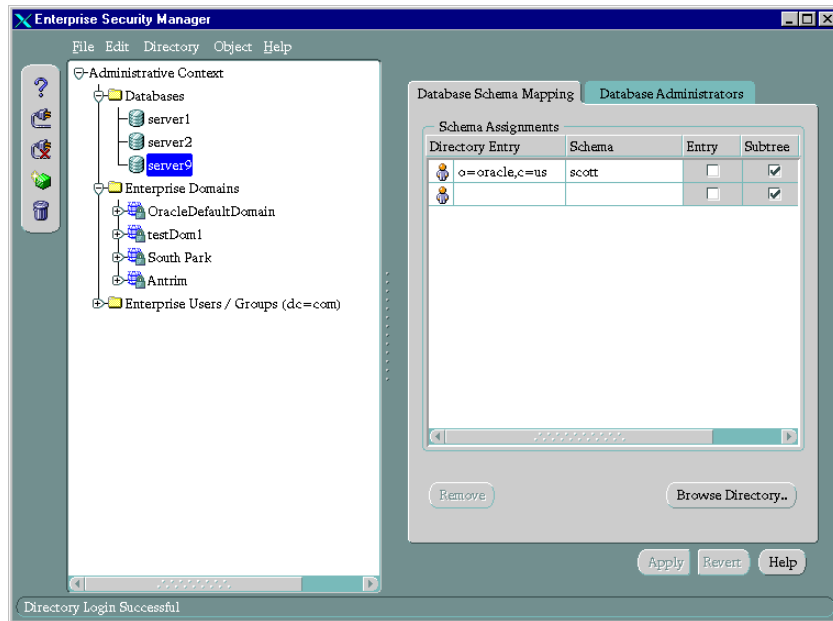 Enterprise Security Manager
File Edit Directory Object Help
Administrative Context
Databases
server1
server2
server9
Enterprise Domains
OracleDefaultDomain
testDom1
South Park
Antrim
Enterprise Users / Groups (dc=com)
Database Schema Mapping Database Administrators
Schema Assignments
Directory Entry Schema Entry Subtree
o=oracle,c=us scott
Remove Browse Directory..
Apply Revert Help
Directory Login Successful